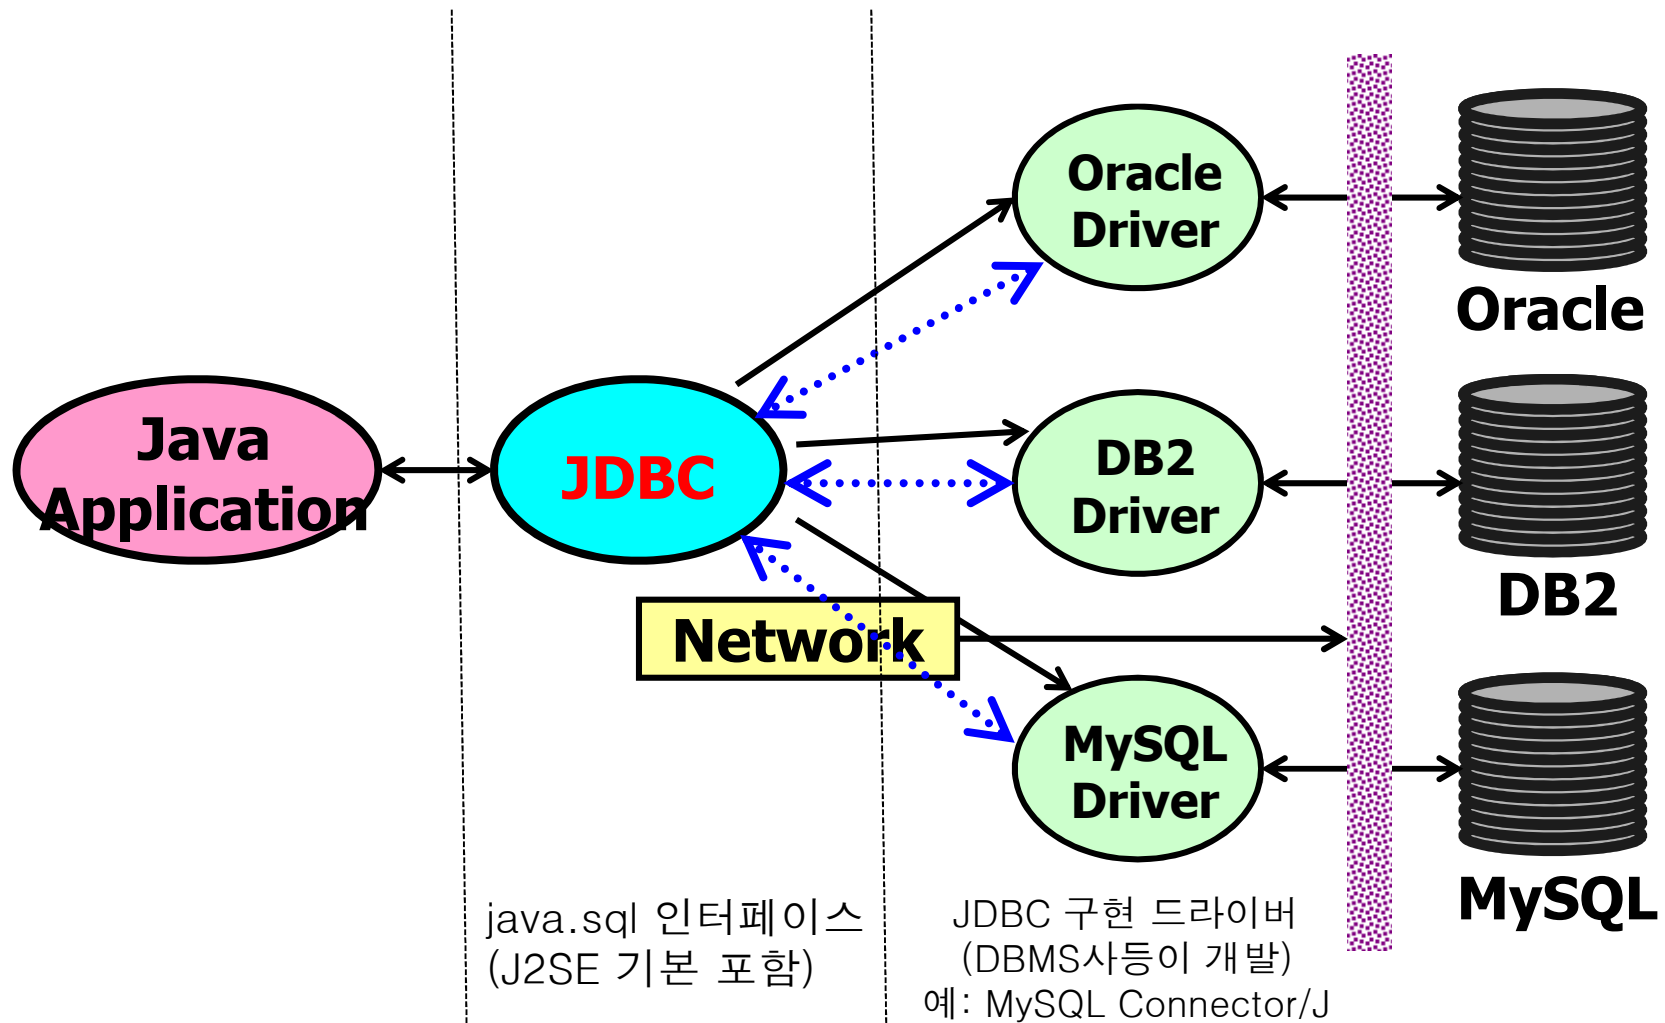 Java
Application
JDBC
Network
Oracle
Driver
DB2
Driver
MySQL
Driver
Oracle
DB2
MySQL
java.sql 인터페이스
(J2SE 기본 포함)
JDBC 구현 드라이버
(DBMS사등이 개발)
예: MySQL Connector/J